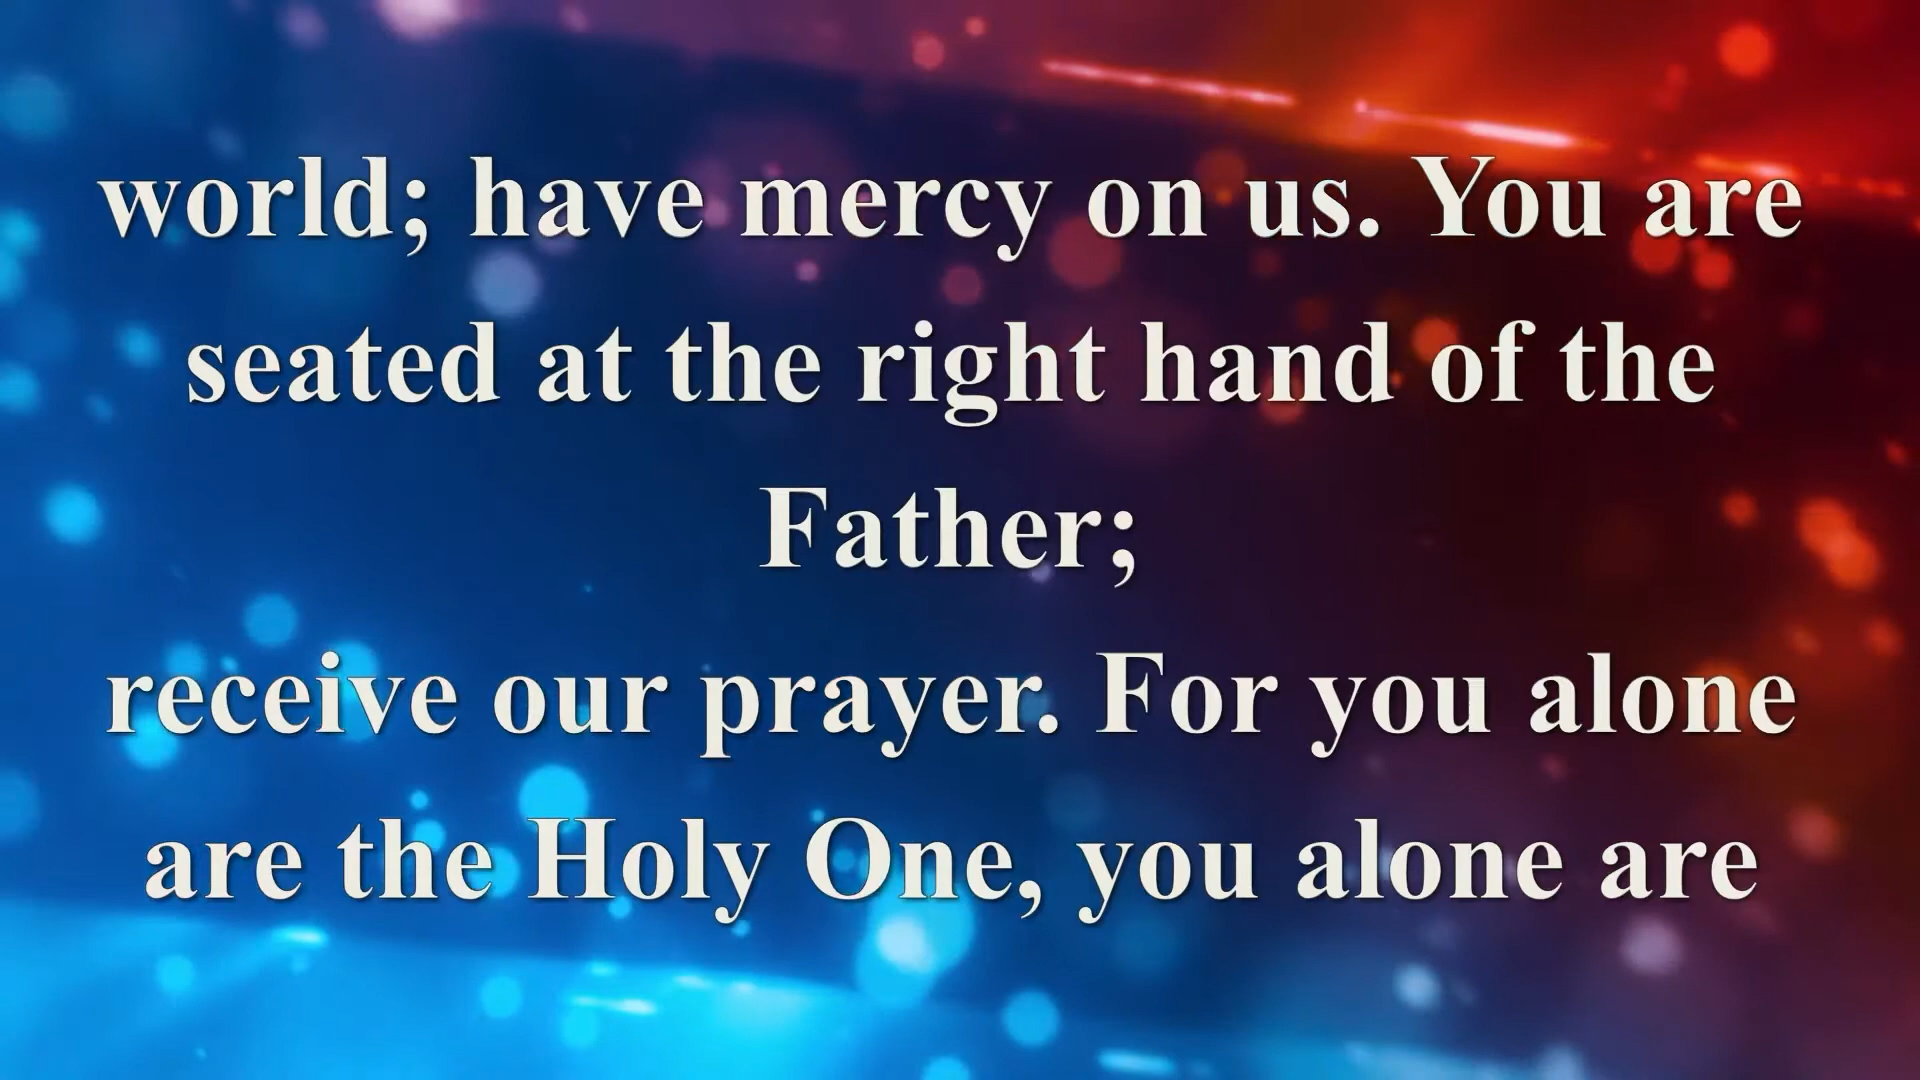 world; have mercy on us. You are
seated at the right hand of the
Father;
receive our prayer. For you alone
are the Holy One, you alone are